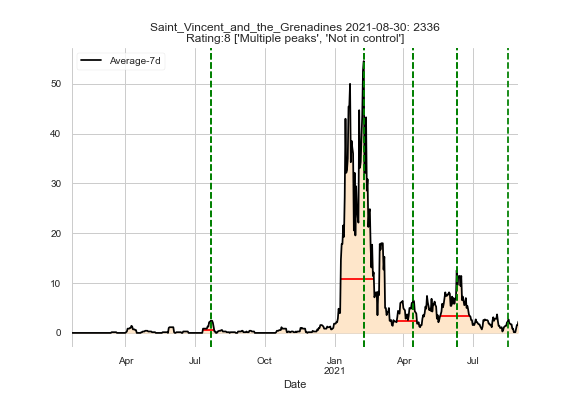 Saint_Vincent_and_the_Grenadines 2021-08-30: 2336
Rating:8 ['Multiple peaks', 'Not in control']
Average-7d
50
40
30
20
10
0
Apr Jul Oct Jan Apr Jul
2021
Date